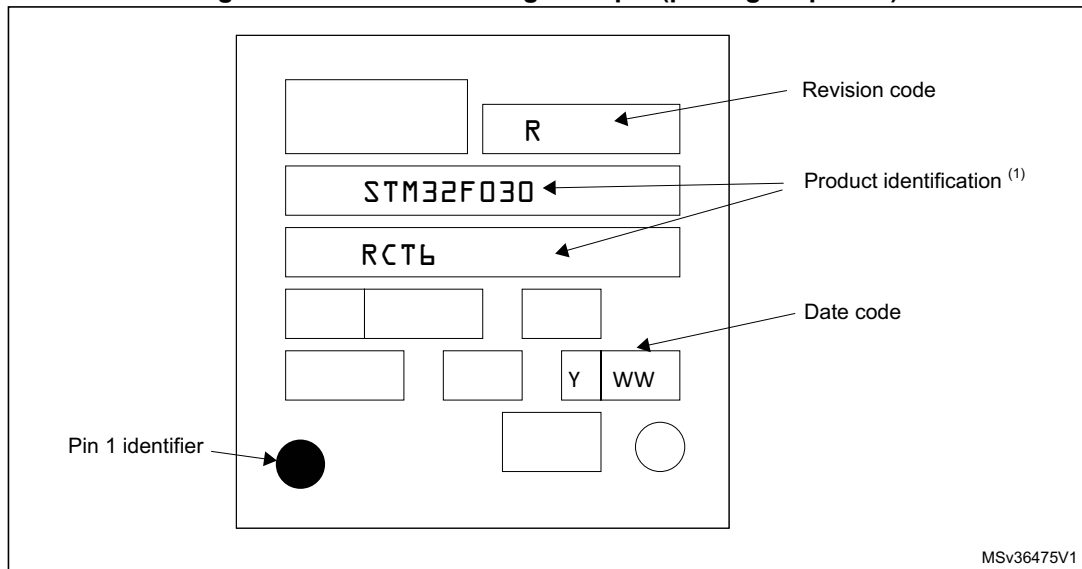 Revision code
R
STM32F030
Product identification (1)
RCT6
Date code
Y WW
Pin 1 identifier
MSv36475V1